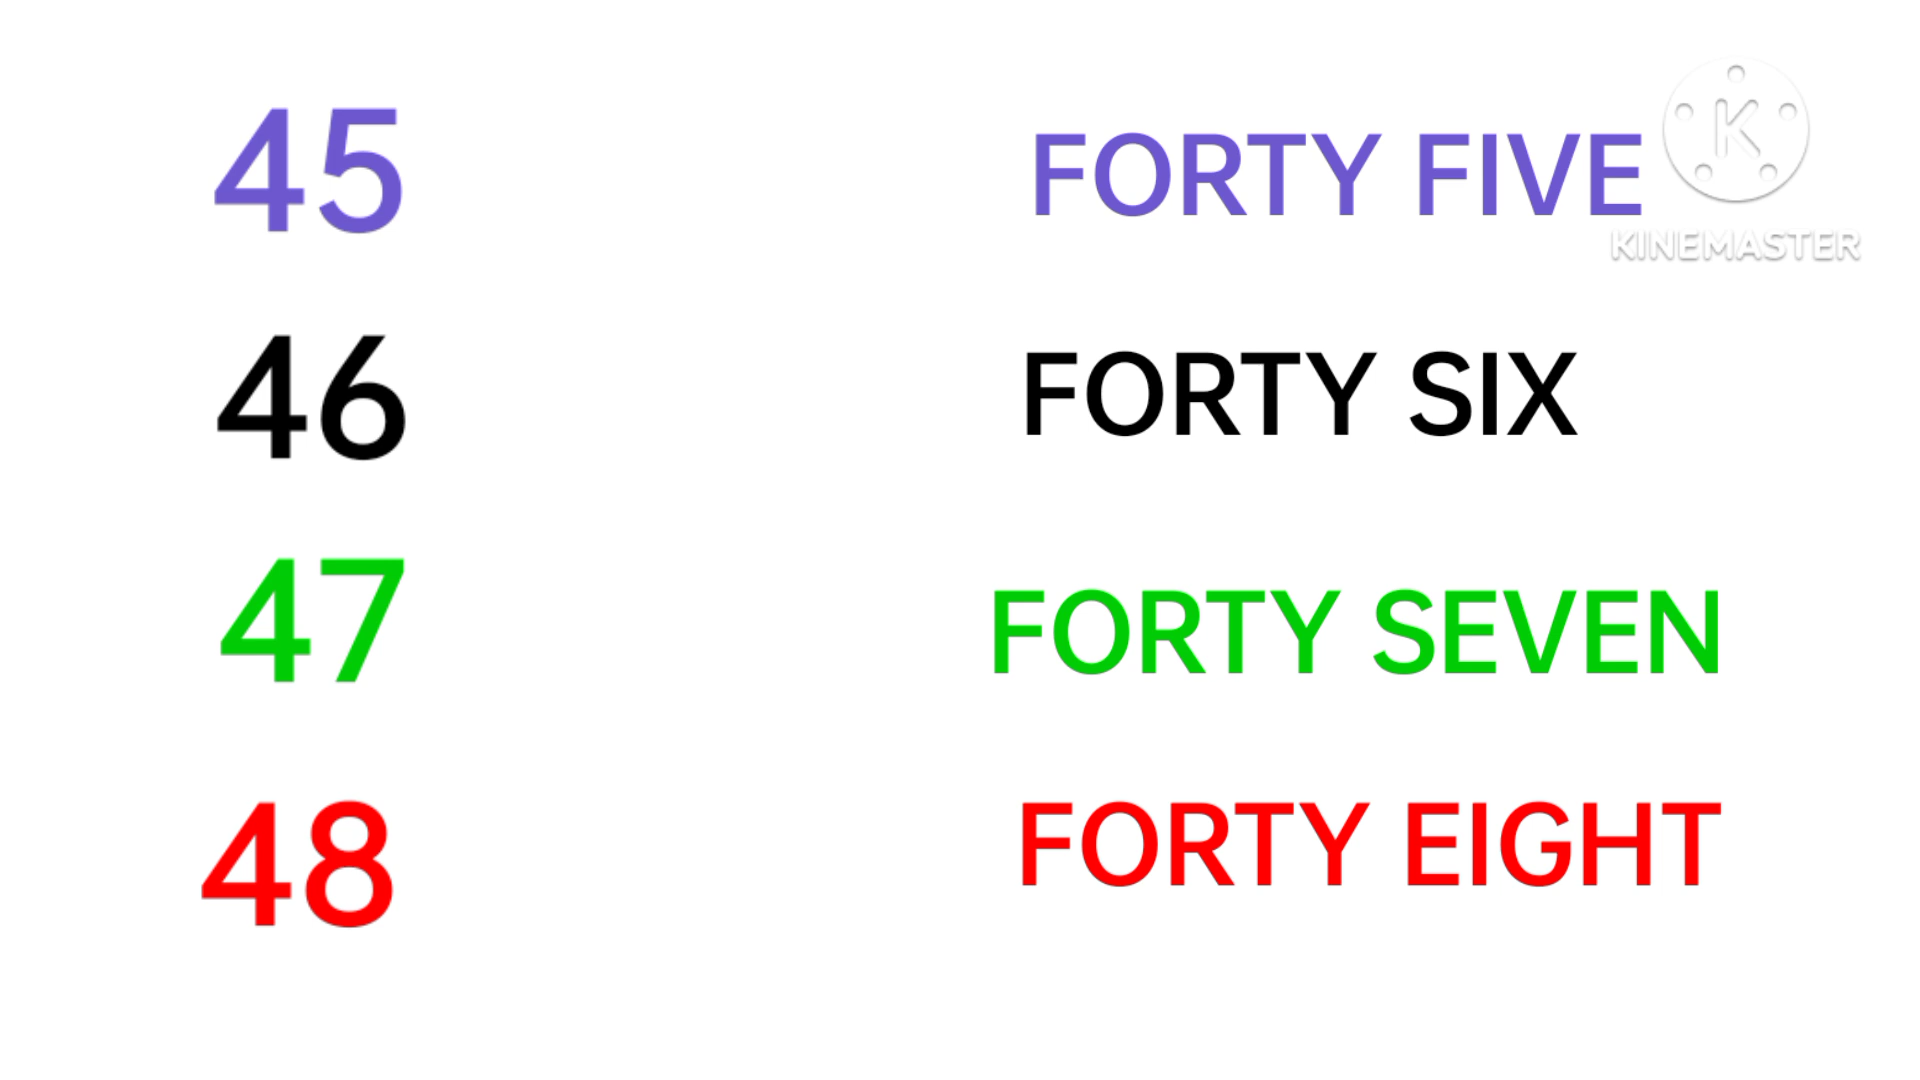 45 FORTY FIVE
K
KINEMASTER
46 FORTY SIX
47 FORTY SEVEN
48 FORTY EIGHT